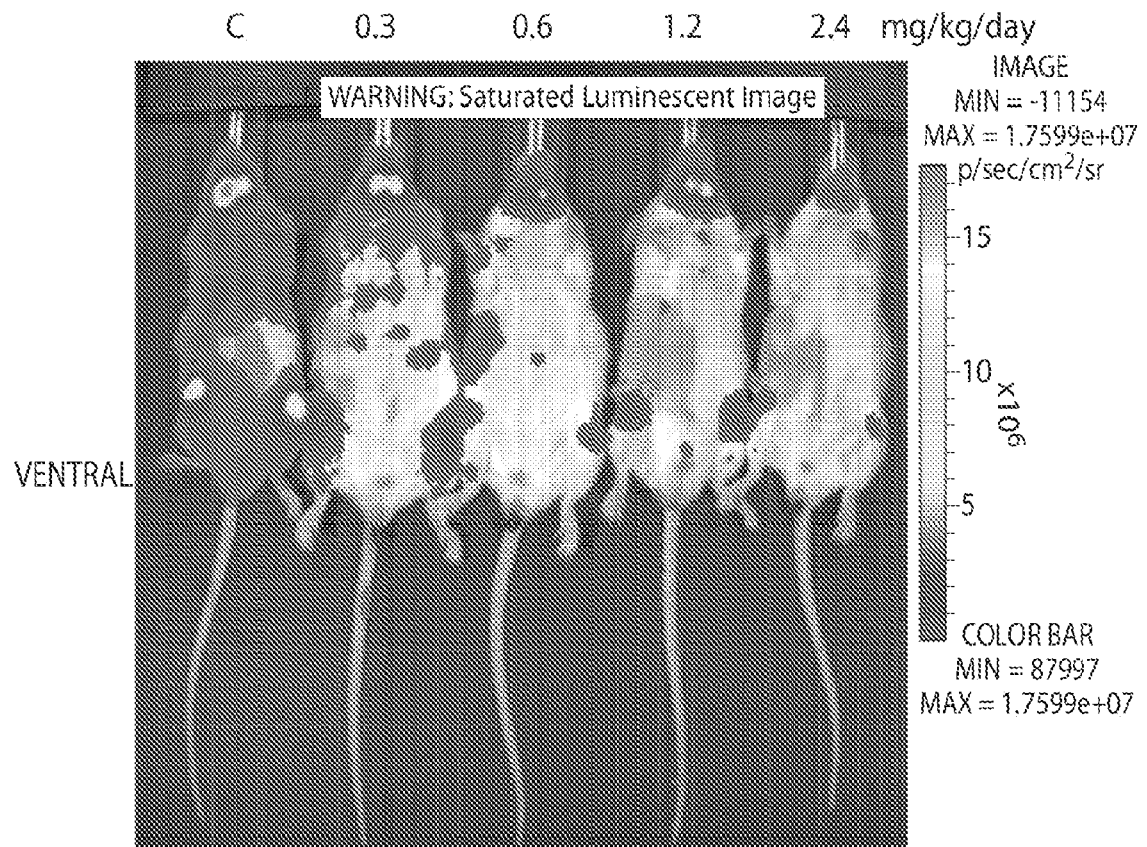 C 0.3 0.6 1.2 2.4 mg/kg/day
WARNING: Saturated Luminescent Image
IMAGE
MIN = -11154
MAX = 1.7599e+07
p/sec/cm²/sr
15
10
5
x10⁶
VENTRAL
COLOR BAR
MIN = 87997
MAX = 1.7599e+07